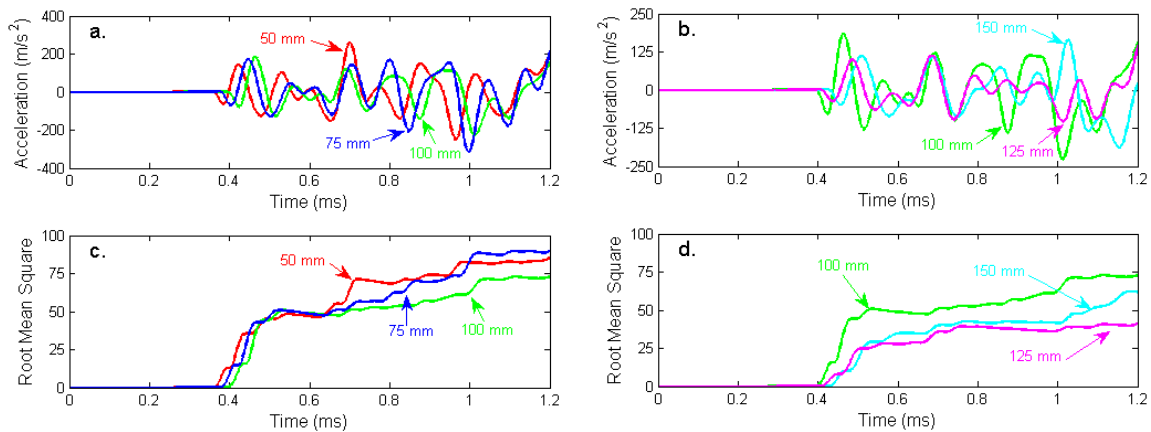 400
200
0
-200
-400
Acceleration (m/s²)
a.
50 mm
75 mm
100 mm
0
0.2
0.4
0.6
0.8
1
1.2
Time (ms)
250
125
0
-125
-250
Acceleration (m/s²)
b.
150 mm
100 mm
125 mm
0
0.2
0.4
0.6
0.8
1
1.2
Time (ms)
100
75
50
25
0
Root Mean Square
c.
50 mm
75 mm
100 mm
0
0.2
0.4
0.6
0.8
1
1.2
Time (ms)
100
75
50
25
0
Root Mean Square
d.
100 mm
150 mm
125 mm
0
0.2
0.4
0.6
0.8
1
1.2
Time (ms)